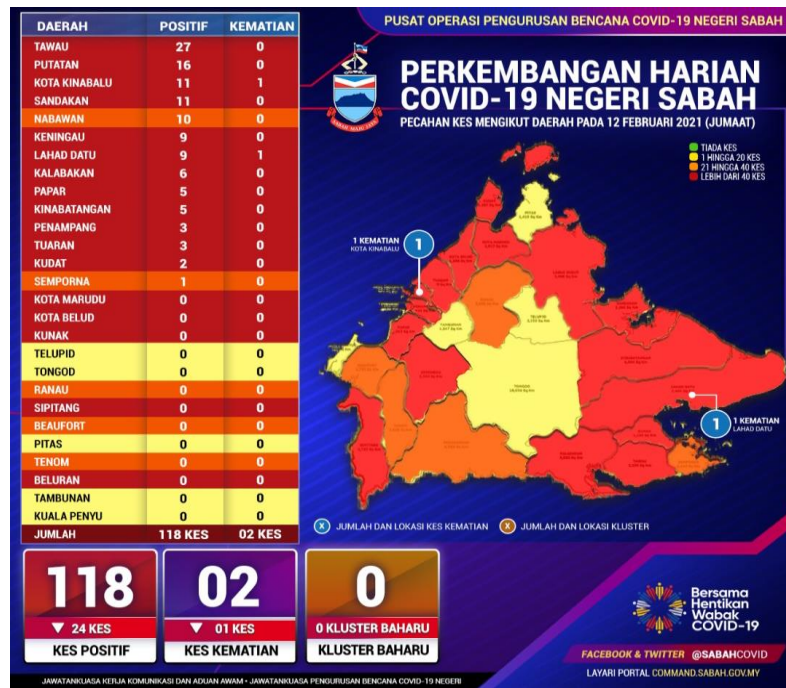 PUSAT OPERASI PENGURUSAN BENCANA COVID-19 NEGERI SABAH
PERKEMBANGAN HARIAN
COVID-19 NEGERI SABAH
PECAHAN KES MENGIKUT DAERAH PADA 12 FEBRUARI 2021 (JUMAAT)
DAERAH POSITIF KEMATIAN
TAWAU 27 0
PUTATAN 16 0
KOTA KINABALU 11 1
SANDAKAN 11 0
NABAWAN 10 0
KENINGAU 9 0
LAHAD DATU 9 1
KALABAKAN 6 0
PAPAR 5 0
KINABATANGAN 5 0
PENAMPANG 3 0
TUARAN 3 0
KUDAT 2 0
SEMPORNA 1 0
KOTA MARUDU 0 0
KOTA BELUD 0 0
KUNAK 0 0
TELUPID 0 0
TONGOD 0 0
RANAU 0 0
SIPITANG 0 0
BEAUFORT 0 0
PITAS 0 0
TENOM 0 0
BELURAN 0 0
TAMBUNAN 0 0
KUALA PENYU 0 0
JUMLAH 118 KES 02 KES
TIADA KES
1 HINGGA 20 KES
21 HINGGA 40 KES
LEBIH DARI 40 KES
1 KEMATIAN
KOTA KINABALU
1
1
1 KEMATIAN
LAHAD DATU
X JUMLAH DAN LOKASI KES KEMATIAN
X JUMLAH DAN LOKASI KLUSTER
118
▼ 24 KES
KES POSITIF
02
▼ 01 KES
KES KEMATIAN
0
0 KLUSTER BAHARU
KLUSTER BAHARU
Bersama
Hentikan
Wabak
COVID-19
FACEBOOK & TWITTER @SABAHCOVID
LAYARI PORTAL COMMAND.SABAH.GOV.MY
JAWATANKUASA KERJA KOMUNIKASI DAN ADUAN AWAM • JAWATANKUASA PENGURUSAN BENCANA COVID-19 NEGERI